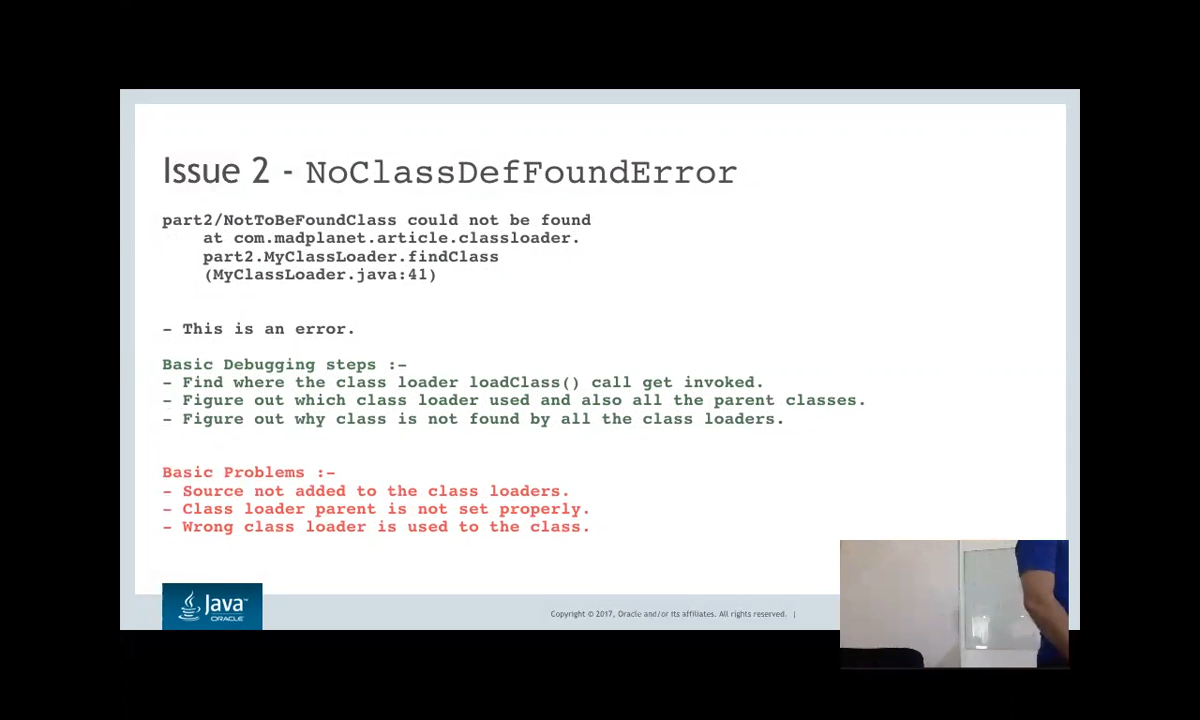 Issue 2 - NoClassDefFoundError
part2/NotToBeFoundClass could not be found
at com.madplanet.article.classloader.
part2.MyClassLoader.findClass
(MyClassLoader.java:41)
- This is an error.
Basic Debugging steps :-
- Find where the class loader loadClass() call get invoked.
- Figure out which class loader used and also all the parent classes.
- Figure out why class is not found by all the class loaders.
Basic Problems :-
- Source not added to the class loaders.
- Class loader parent is not set properly.
- Wrong class loader is used to the class.
Java™
ORACLE
Copyright © 2017, Oracle and/or its affiliates. All rights reserved. |